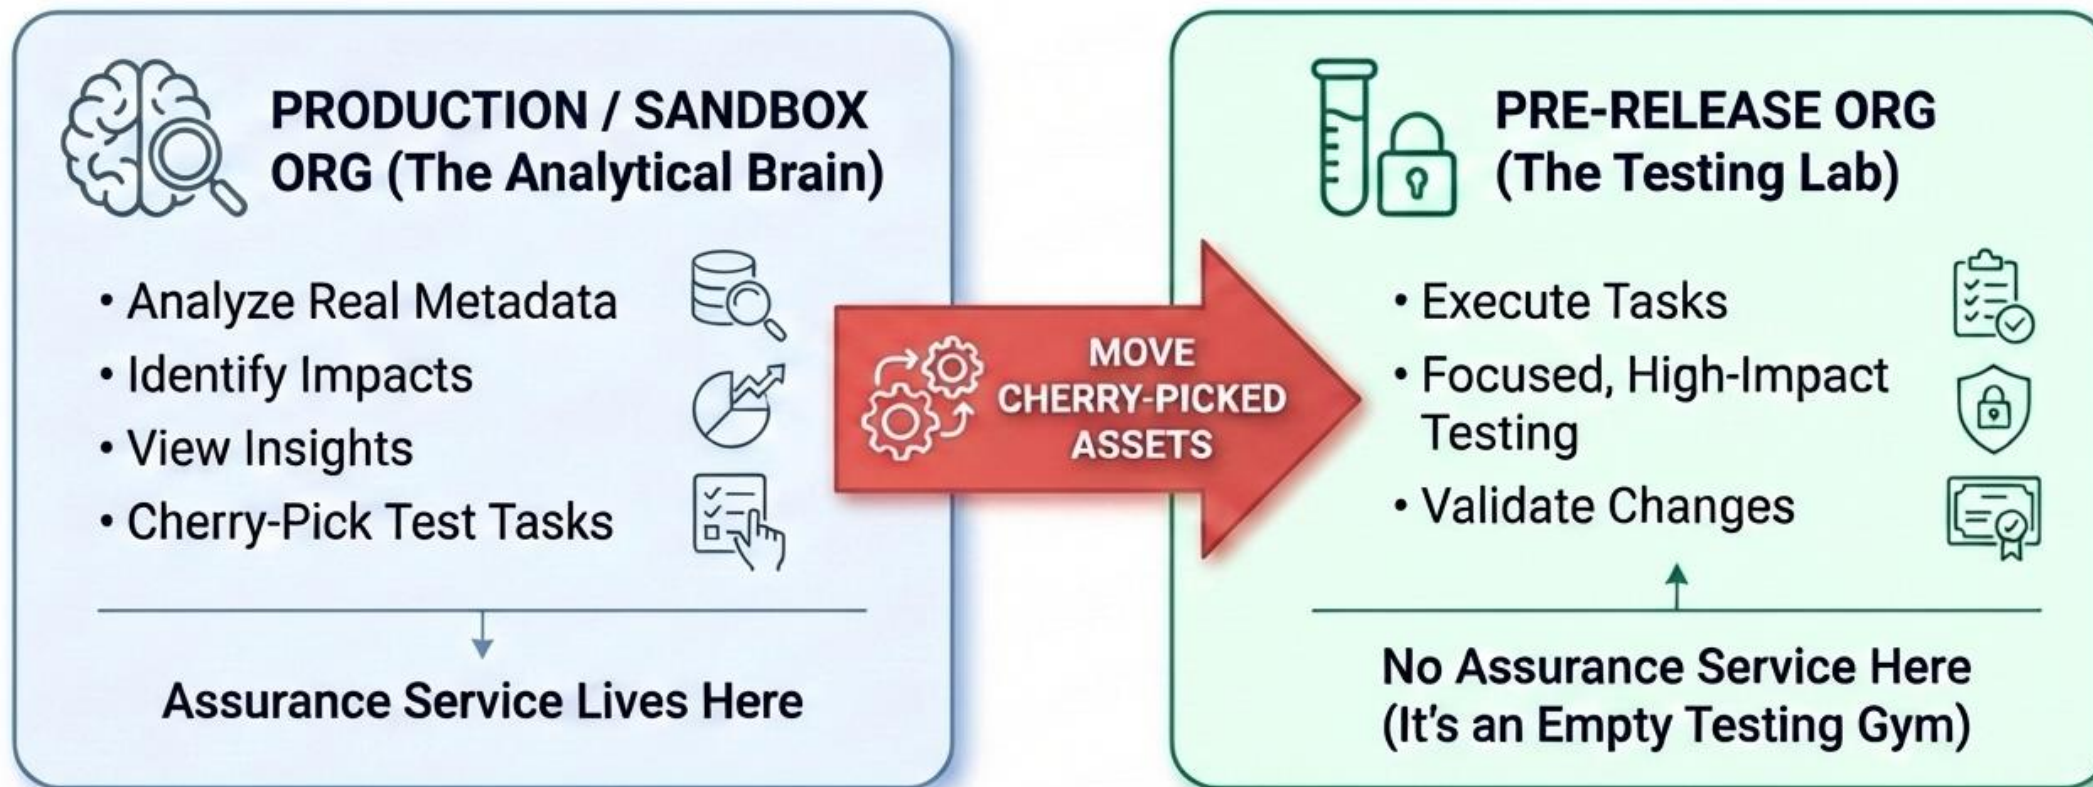 PRODUCTION / SANDBOX
ORG (The Analytical Brain)
• Analyze Real Metadata
• Identify Impacts
• View Insights
• Cherry-Pick Test Tasks
Assurance Service Lives Here
MOVE
CHERRY-PICKED
ASSETS
PRE-RELEASE ORG
(The Testing Lab)
• Execute Tasks
• Focused, High-Impact
Testing
• Validate Changes
No Assurance Service Here
(It's an Empty Testing Gym)